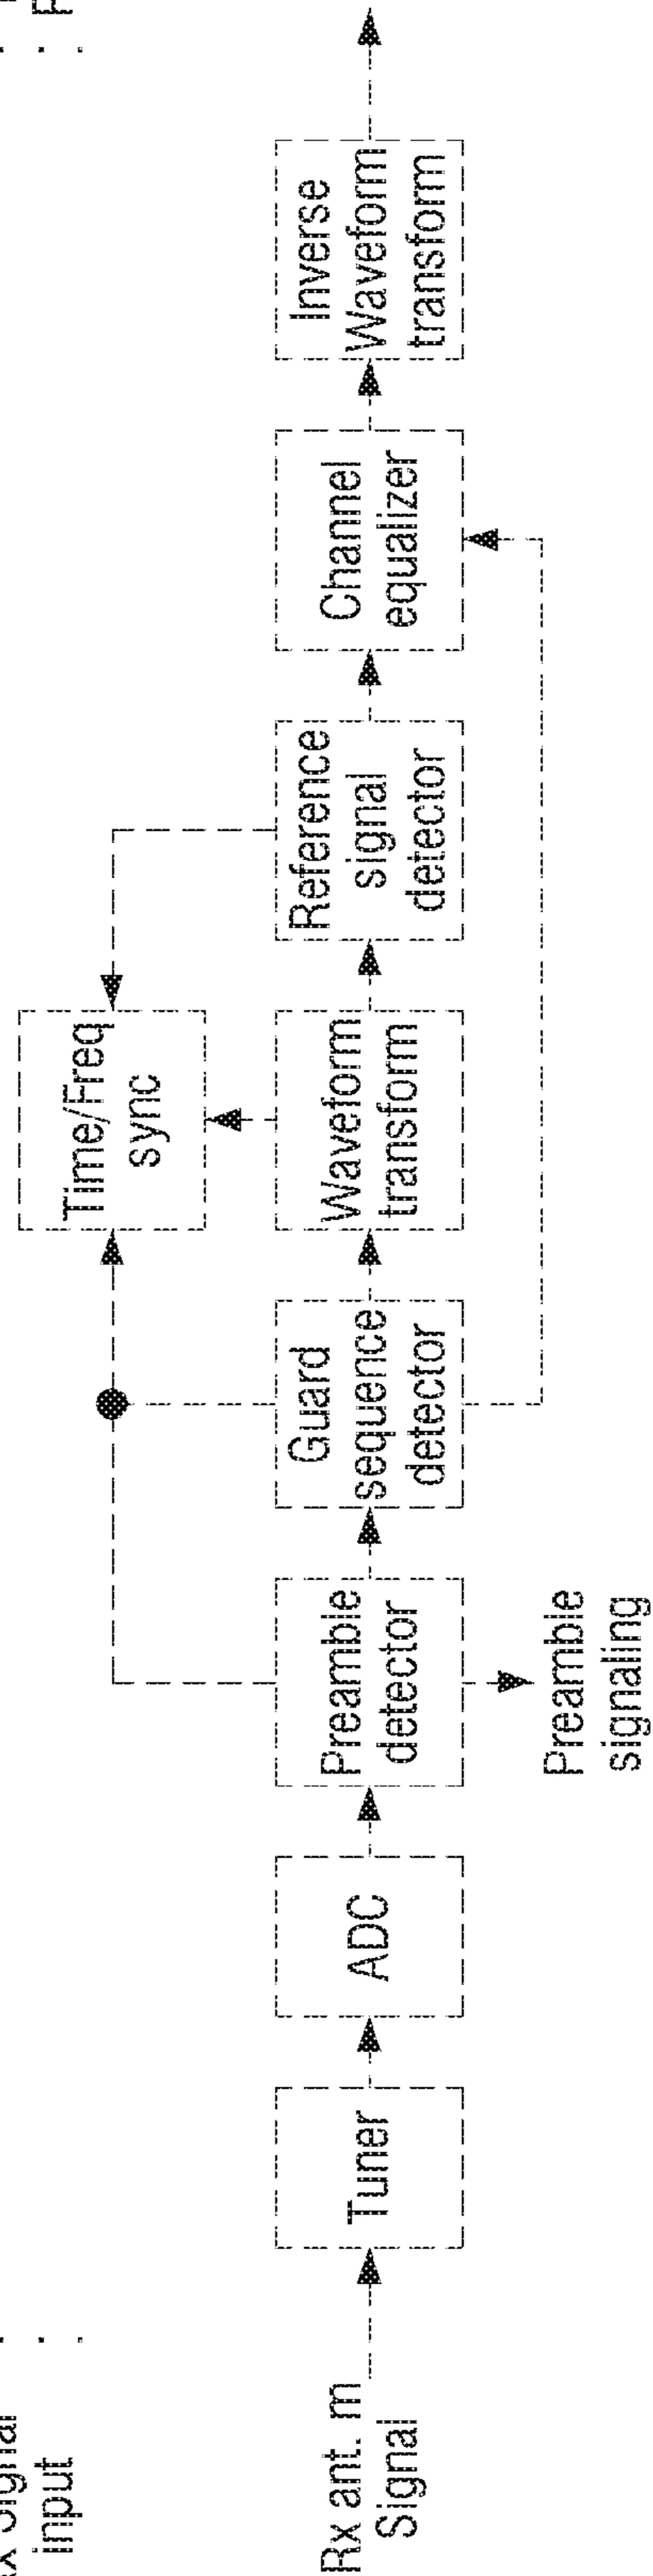 input
Rx ant. m
Signal
Tuner
ADC
Preamble
detector
Preamble
signaling
Guard
sequence
detector
Time/Freq
sync
Waveform
transform
Reference
signal
detector
Channel
equalizer
Inverse
Waveform
transform